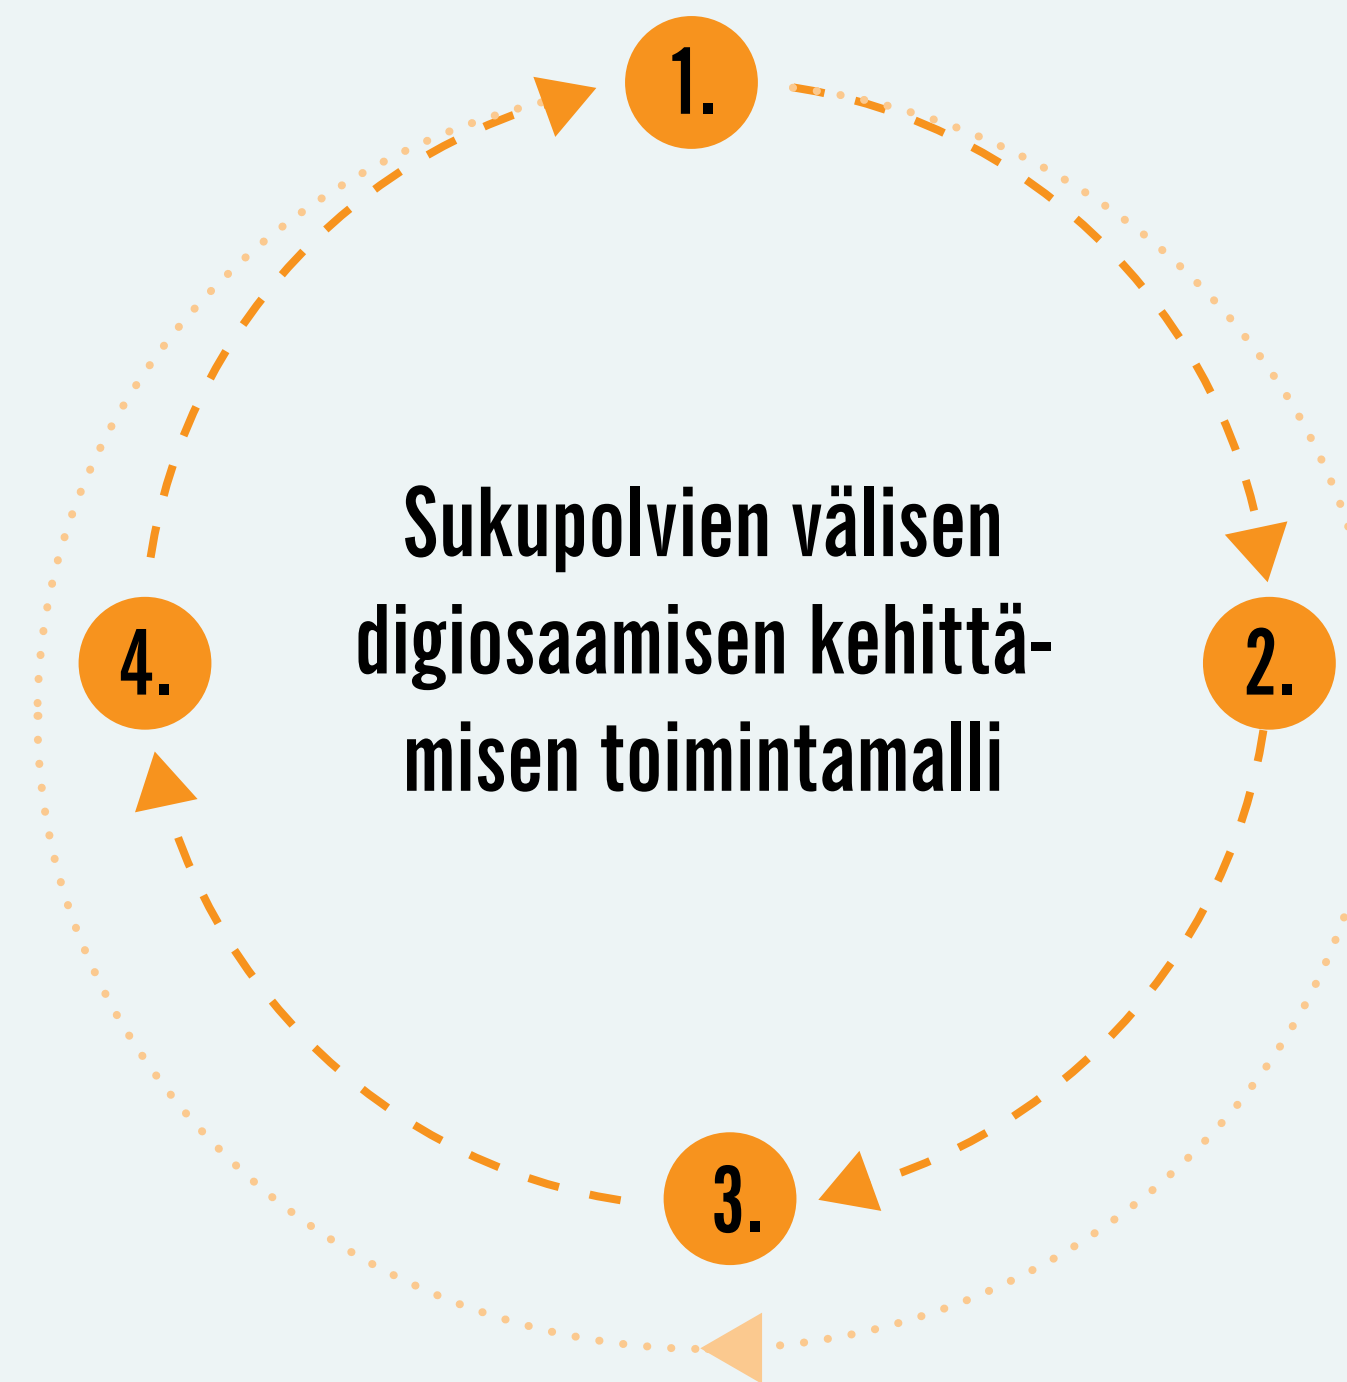 1.
Sukupolvien välisen
digiosaamisen kehittä-
misen toimintamalli
4.
2.
3.